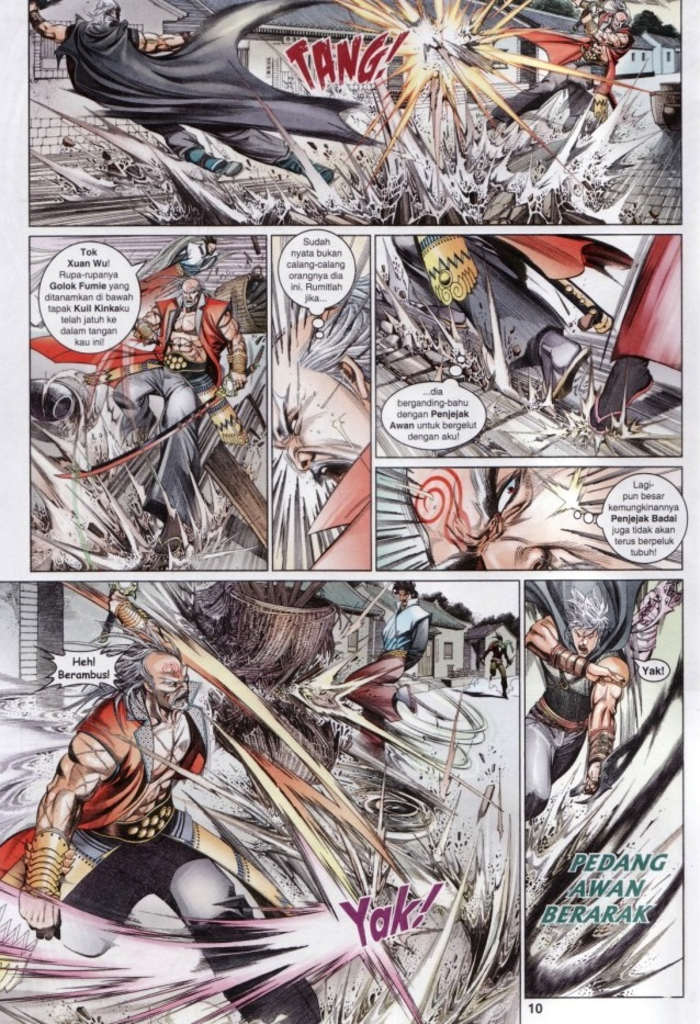 TANG!
Tok
Xuan Wu!
Rupa-rupanya
Golok Fumie yang
ditanamkan di bawah
tapak Kuil Kinkaku
telah jatuh ke
dalam tangan
kau ini!
Sudah
nyata bukan
calang-calang
orangnya dia
ini. Rumitlah
jika...
...dia
berganding-bahu
dengan Penjejak
Awan untuk bergelut
dengan aku!
Lagi-
pun besar
kemungkinannya
Penjejak Badai
juga tidak akan
terus berpeluk
tubuh!
Heh!
Berambus!
Yak!
Yak!
PEDANG
AWAN
BERARAK
10